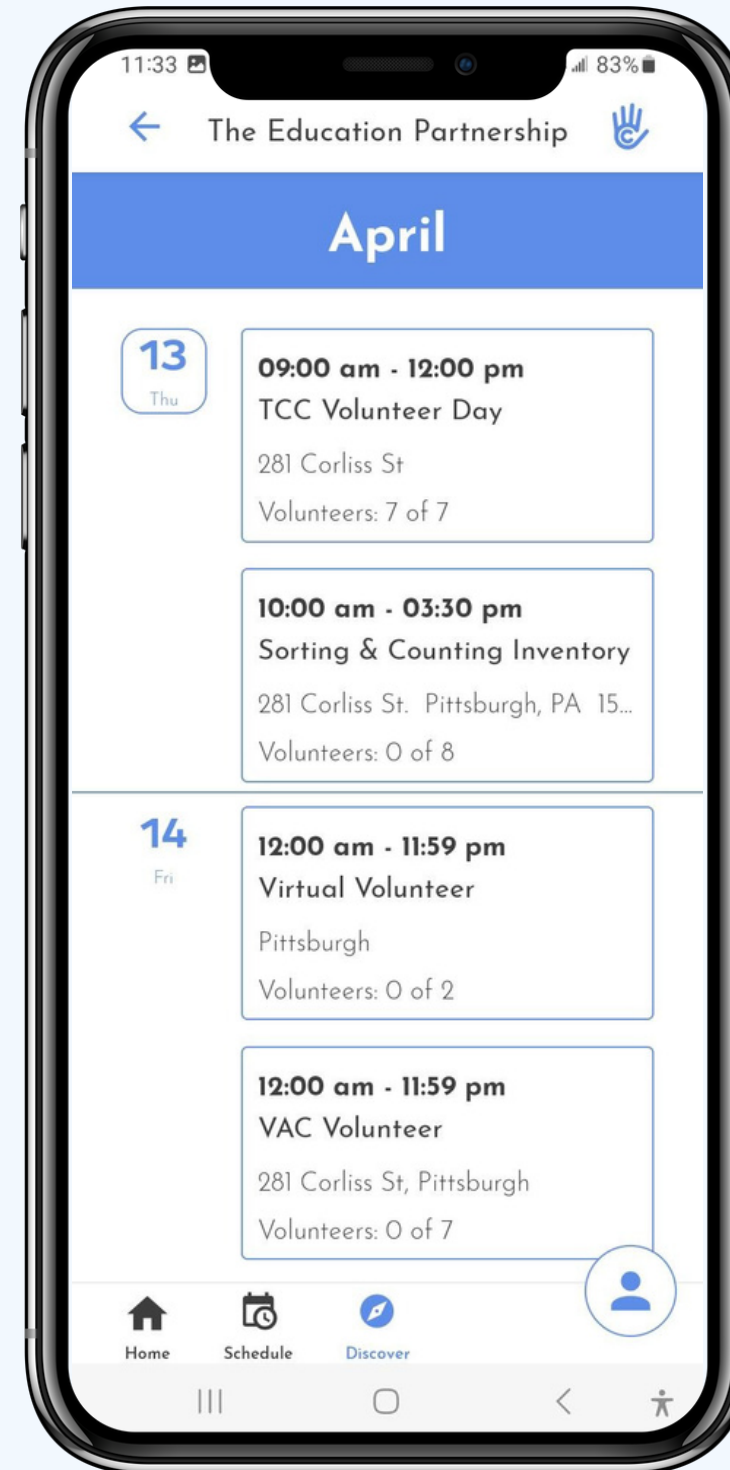 11:33 83%
The Education Partnership
C
April
13
Thu
09:00 am - 12:00 pm
TCC Volunteer Day
281 Corliss St
Volunteers: 7 of 7
10:00 am - 03:30 pm
Sorting & Counting Inventory
281 Corliss St. Pittsburgh, PA 15...
Volunteers: 0 of 8
14
Fri
12:00 am - 11:59 pm
Virtual Volunteer
Pittsburgh
Volunteers: 0 of 2
12:00 am - 11:59 pm
VAC Volunteer
281 Corliss St, Pittsburgh
Volunteers: 0 of 7
Home Schedule Discover